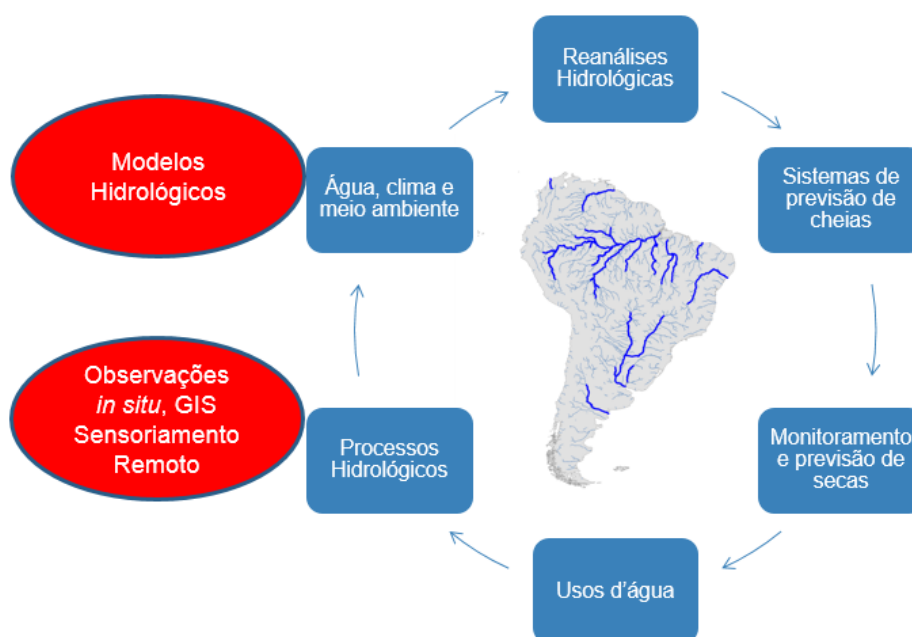 Reanálises
Hidrológicas
Modelos
Hidrológicos
Água, clima e
meio ambiente
Sistemas de
previsão de
cheias
Observações
in situ, GIS
Sensoriamento
Remoto
Processos
Hidrológicos
Monitoramento
e previsão de
secas
Usos d’água